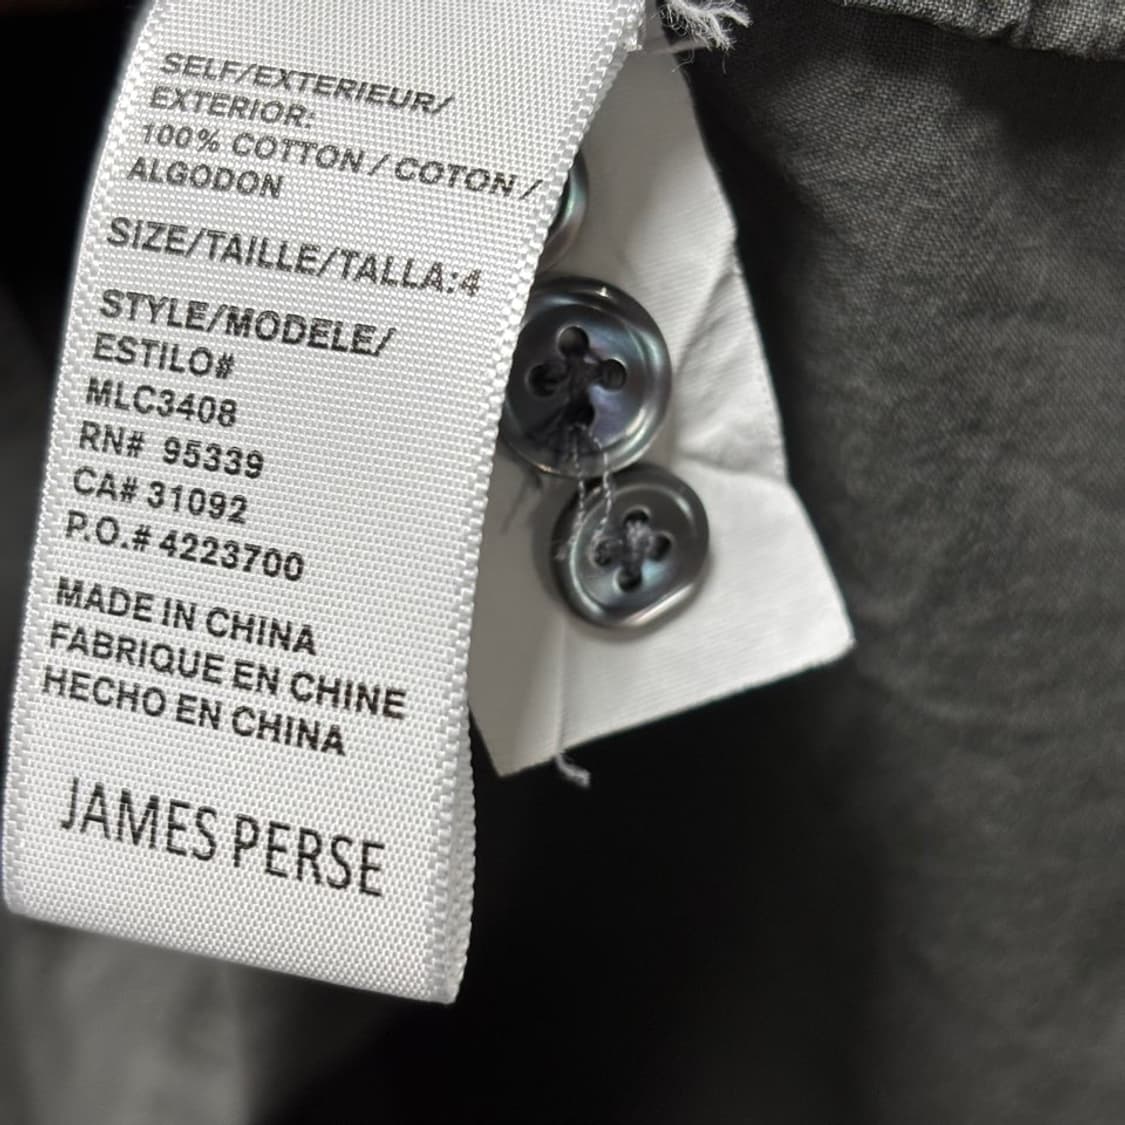 SELF/EXTERIEUR/
EXTERIOR:
100% COTTON / COTON /
ALGODON
SIZE/TAILLE/TALLA:4
STYLE/MODELE/
ESTILO#
MLC3408
RN# 95339
CA# 31092
P.O.# 4223700
MADE IN CHINA
FABRIQUE EN CHINE
HECHO EN CHINA
JAMES PERSE